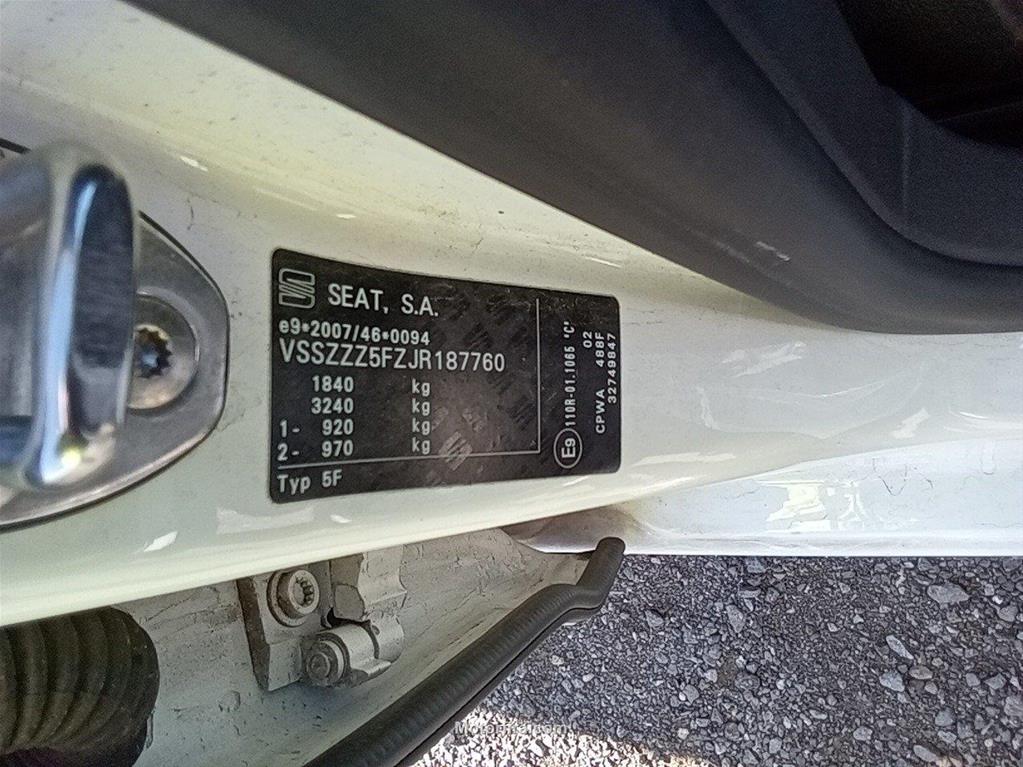 SEAT, S.A.
e9*2007/46*0094
VSSZZZ5FZJR187760
1840 kg
3240 kg
1- 920 kg
2- 970 kg
Typ 5F
E9 110R-01.1065 "C"
02
CPWA 488F
32749847